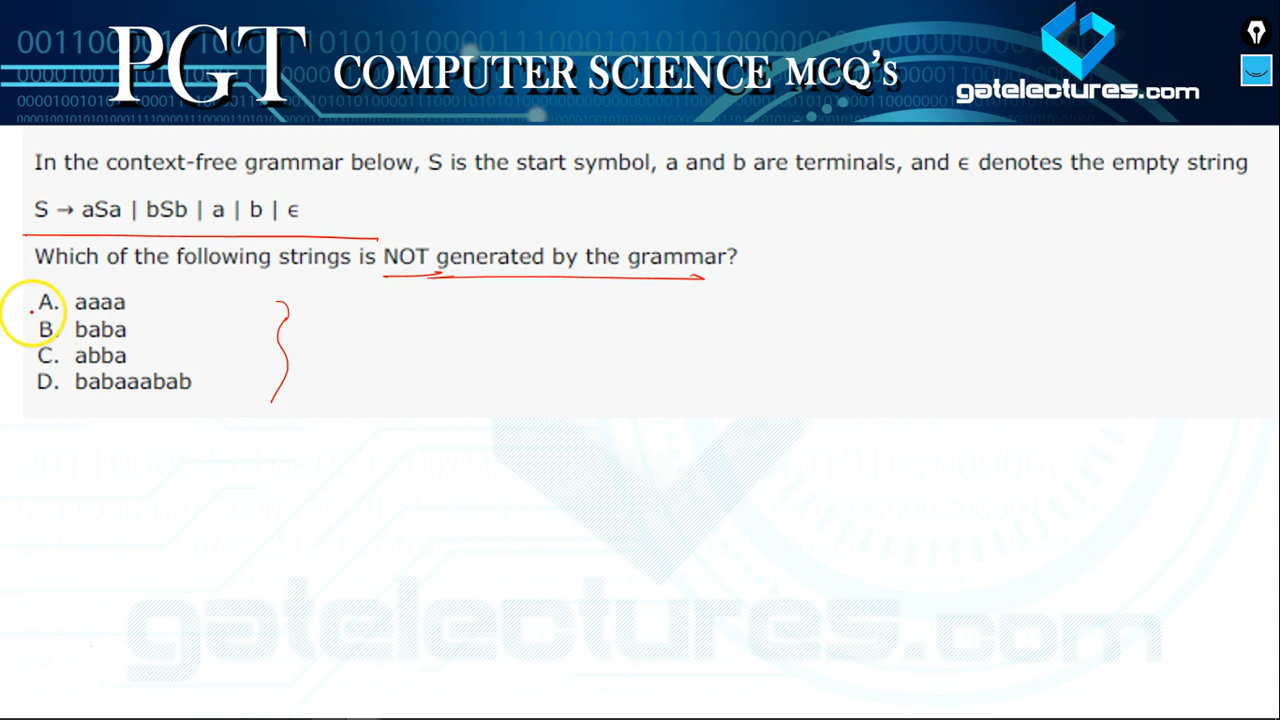 PGT COMPUTER SCIENCE MCQ's
gatelectures.com
In the context-free grammar below, S is the start symbol, a and b are terminals, and ϵ denotes the empty string
S → aSa | bSb | a | b | ϵ
Which of the following strings is NOT generated by the grammar?
A. aaaa
B. baba
C. abba
D. babaaabab
gatelectures.com